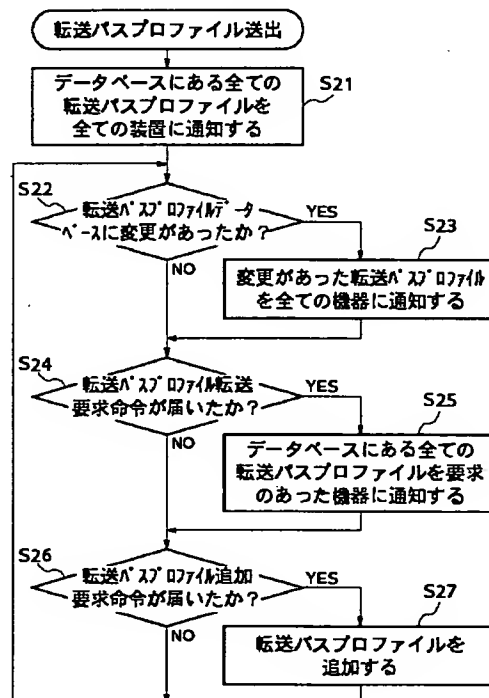 転送パスプロファイル送出
データベースにある全ての
転送パスプロファイルを
全ての装置に通知する
S21
S22
転送パスプロファイルデータ
ベースに変更があったか?
YES
NO
S23
変更があった転送パスプロファイル
を全ての機器に通知する
S24
転送パスプロファイル転送
要求命令が届いたか?
YES
NO
S25
データベースにある全ての
転送パスプロファイルを要求
のあった機器に通知する
S26
転送パスプロファイル追加
要求命令が届いたか?
YES
NO
S27
転送パスプロファイルを
追加する